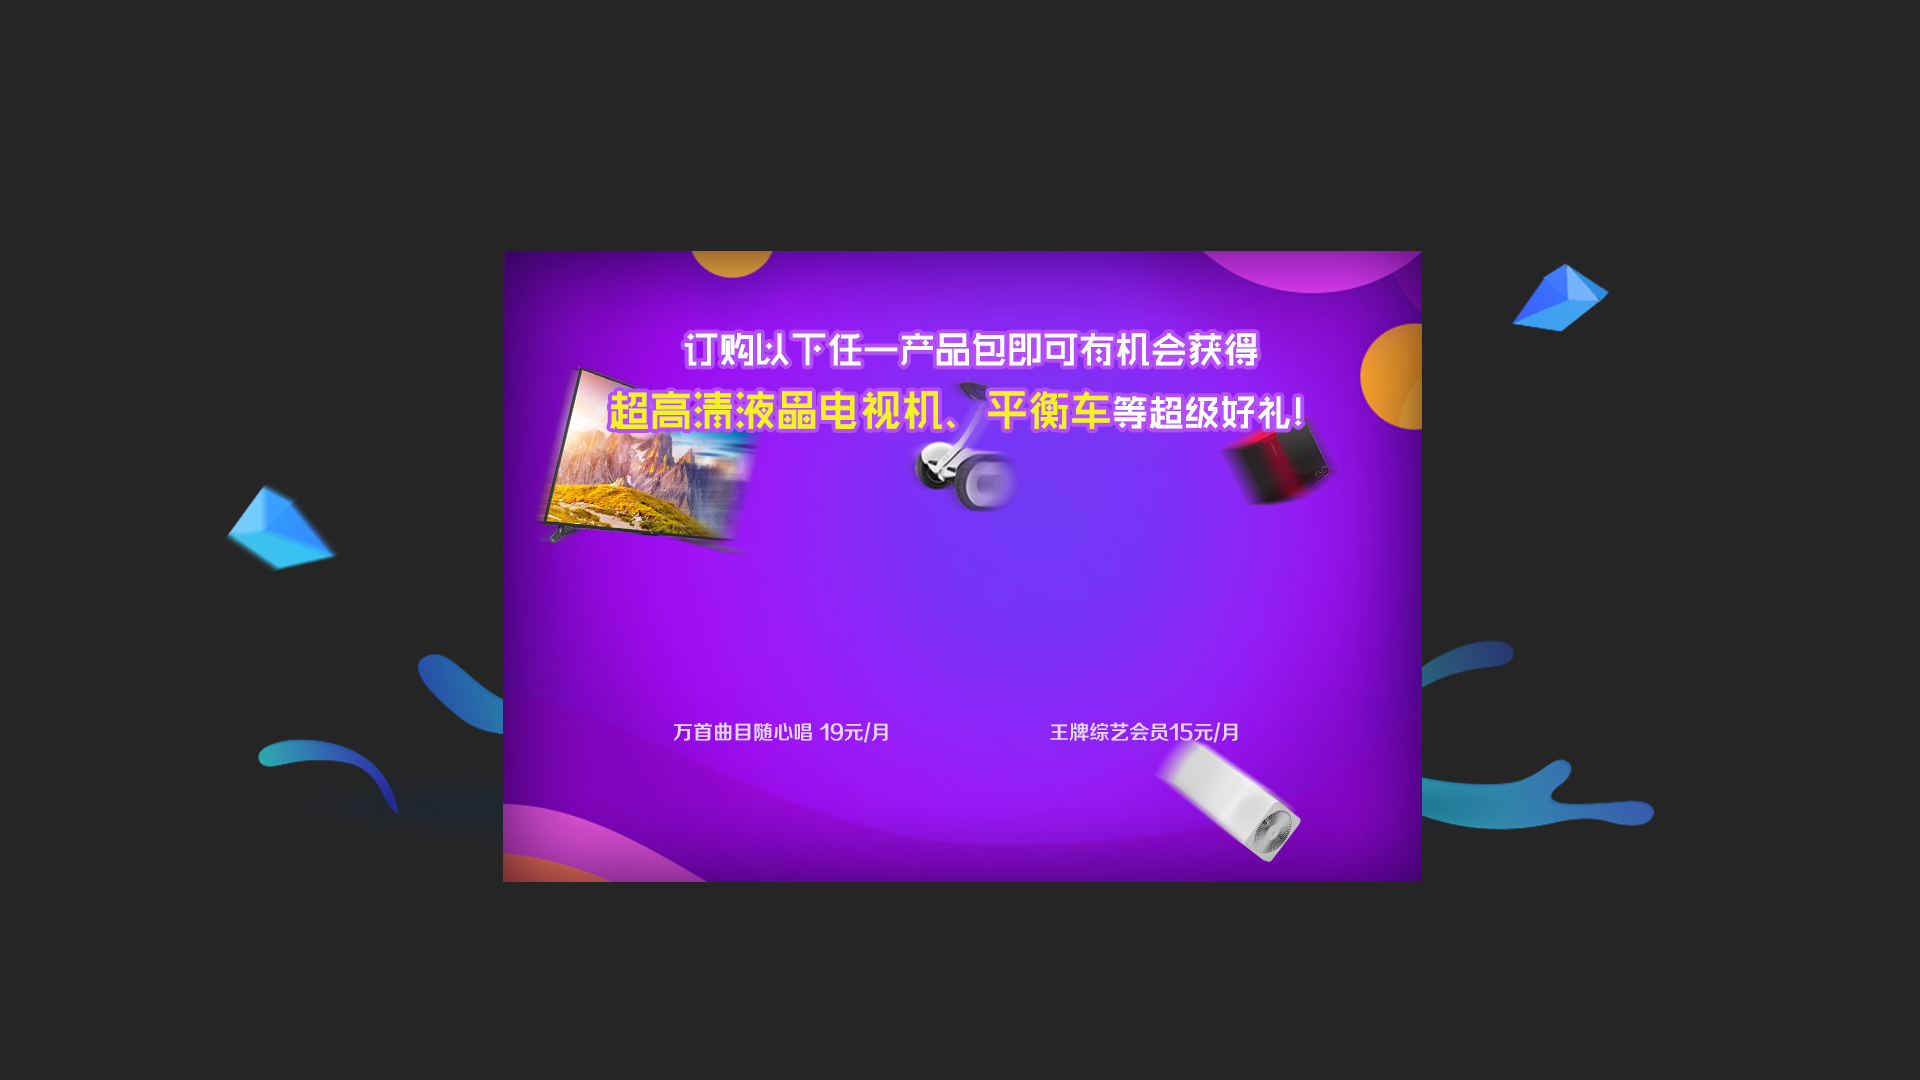 订购以下任一产品包即可有机会获得
超高清液晶电视机、平衡车等超级好礼!
万首曲目随心唱 19元/月
王牌综艺会员15元/月